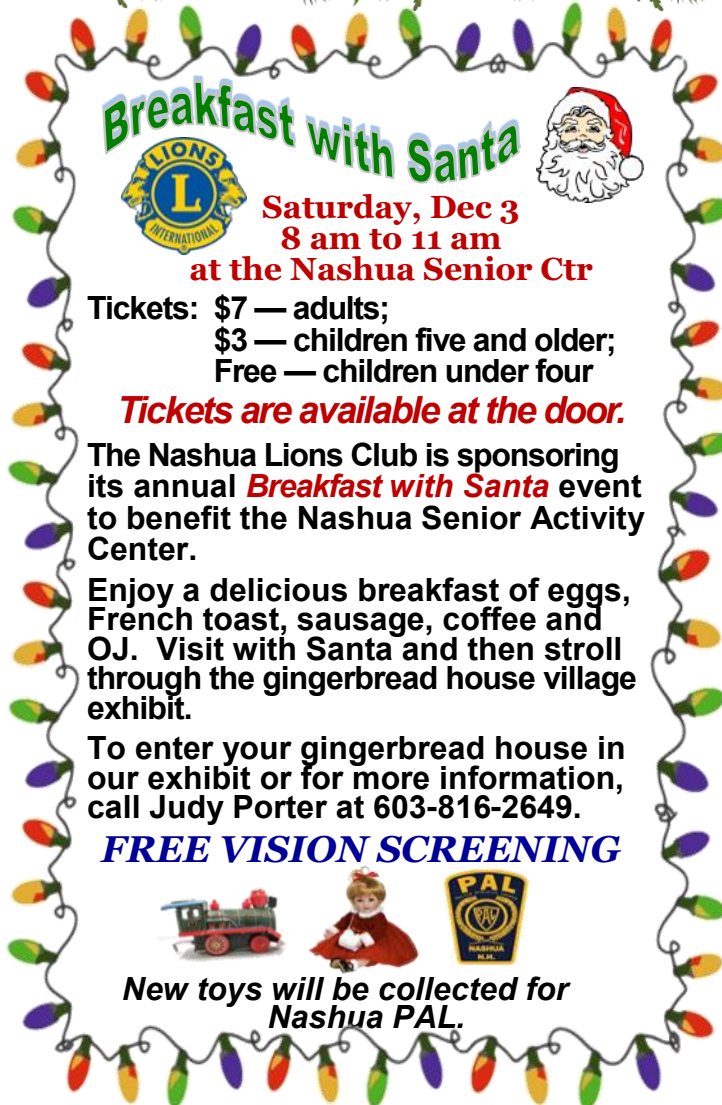 Breakfast with Santa
LIONS
L
INTERNATIONAL
®
Saturday, Dec 3
8 am to 11 am
at the Nashua Senior Ctr
Tickets: $7 — adults;
$3 — children five and older;
Free — children under four
Tickets are available at the door.
The Nashua Lions Club is sponsoring
its annual Breakfast with Santa event
to benefit the Nashua Senior Activity
Center.
Enjoy a delicious breakfast of eggs,
French toast, sausage, coffee and
OJ. Visit with Santa and then stroll
through the gingerbread house village
exhibit.
To enter your gingerbread house in
our exhibit or for more information,
call Judy Porter at 603-816-2649.
FREE VISION SCREENING
PAL
PAL
NASHUA
N.H.
New toys will be collected for
Nashua PAL.